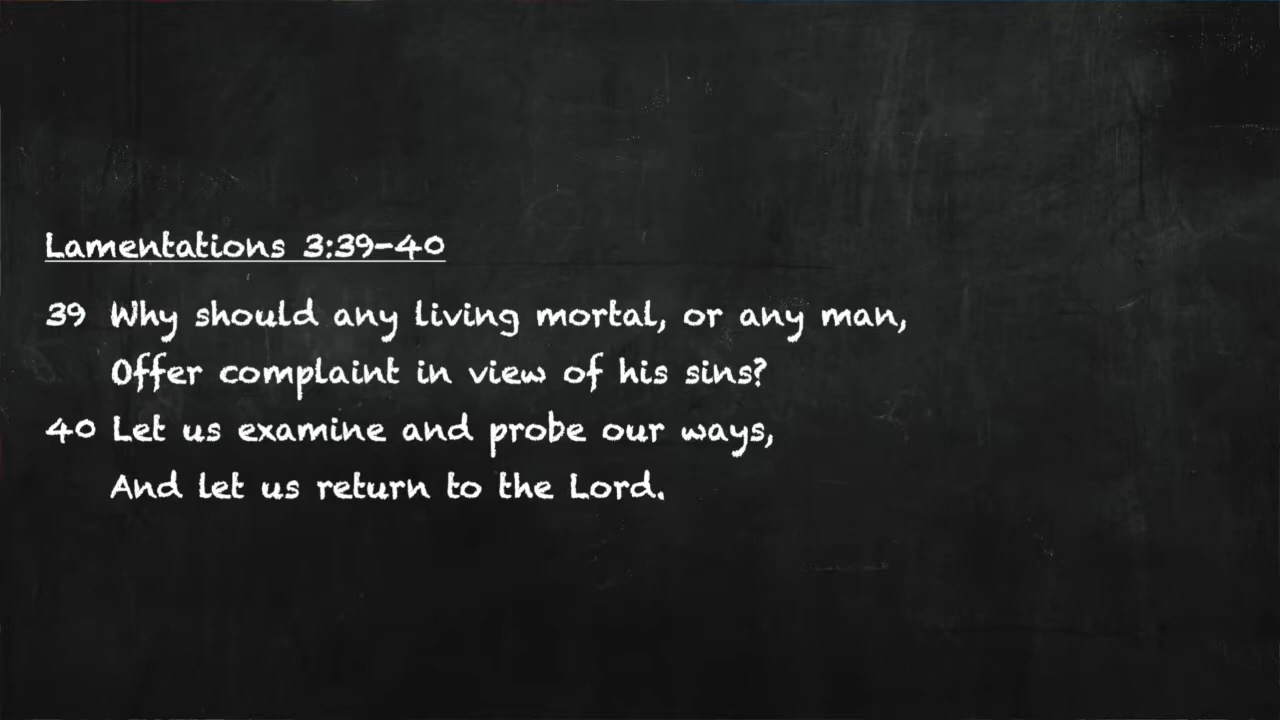 Lamentations 3:39–40
39 Why should any living mortal, or any man,
Offer complaint in view of his sins?
40 Let us examine and probe our ways,
And let us return to the Lord.